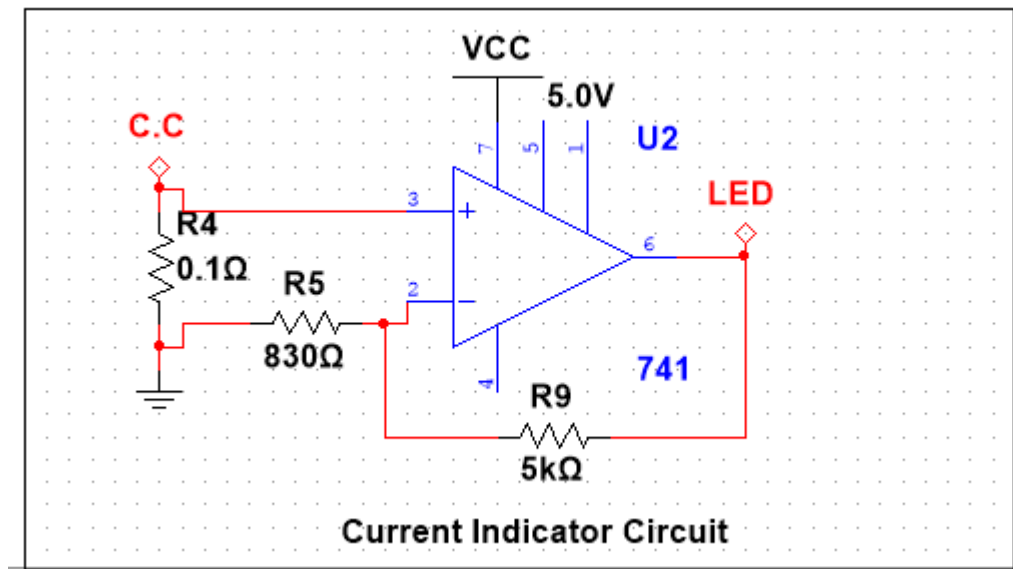 VCC
5.0V
C.C
U2
7
5
1
3
LED
R4
6
0.1Ω
R5
2
830Ω
741
4
R9
5kΩ
Current Indicator Circuit